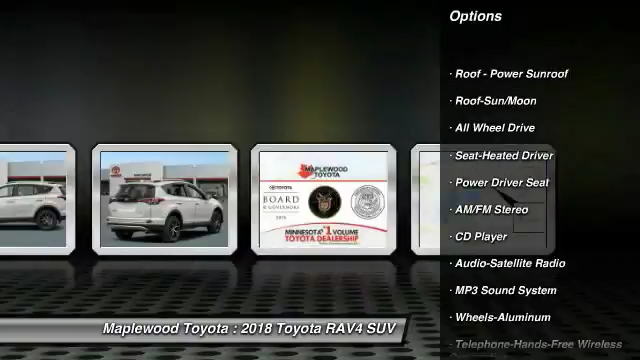 Options
· Roof - Power Sunroof
· Roof-Sun/Moon
· All Wheel Drive
· Seat-Heated Driver
· Power Driver Seat
· AM/FM Stereo
· CD Player
· Audio-Satellite Radio
· MP3 Sound System
· Wheels-Aluminum
· Telephone-Hands-Free Wireless
MAPLEWOOD
TOYOTA
TOYOTA
BOARD
GOVERNORS
MINNESOTA'S #1 VOLUME
TOYOTA DEALERSHIP
Maplewood Toyota : 2018 Toyota RAV4 SUV